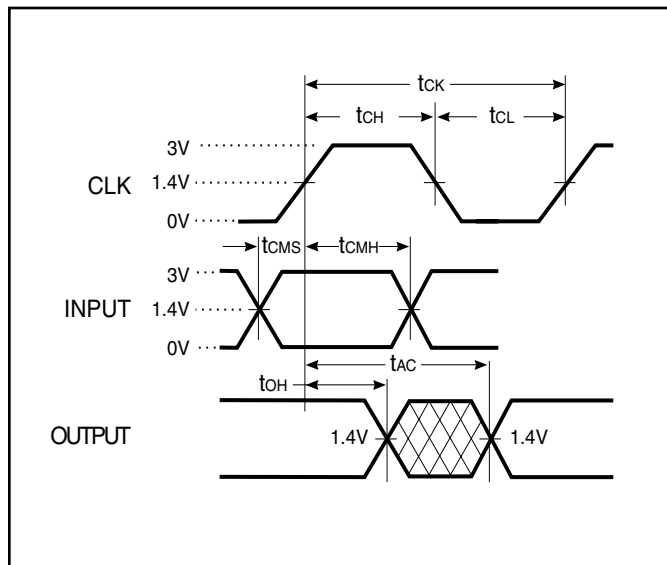 tCK
tCH tCL
3V
CLK 1.4V
0V
tCMS tCMH
3V
INPUT 1.4V
0V
tAC
tOH
OUTPUT 1.4V 1.4V